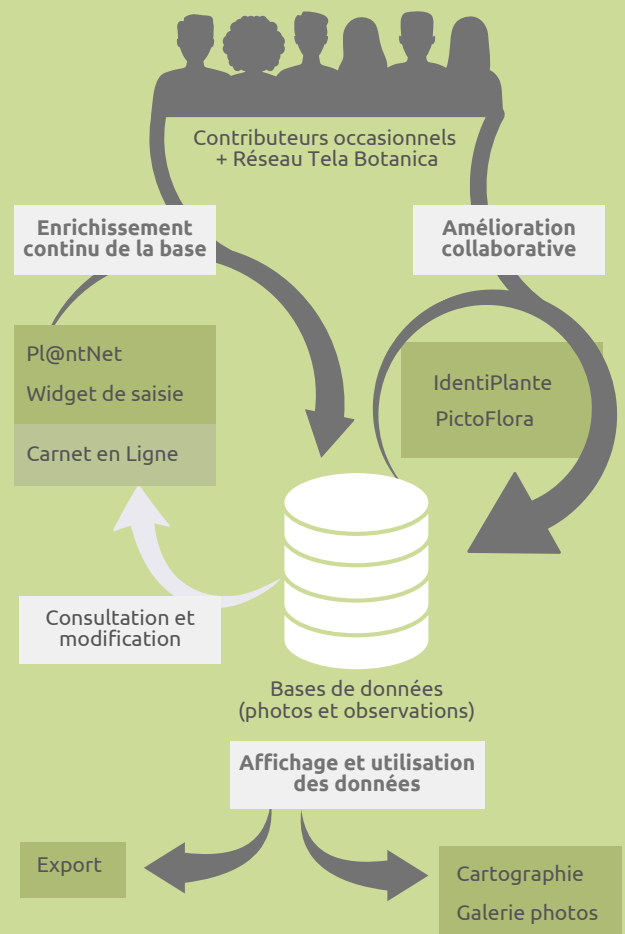 Contributeurs occasionnels
+ Réseau Tela Botanica
Enrichissement
continu de la base
Amélioration
collaborative
Pl@ntNet
Widget de saisie
Carnet en Ligne
IdentiPlante
PictoFlora
Consultation et
modification
Bases de données
(photos et observations)
Affichage et utilisation
des données
Export
Cartographie
Galerie photos